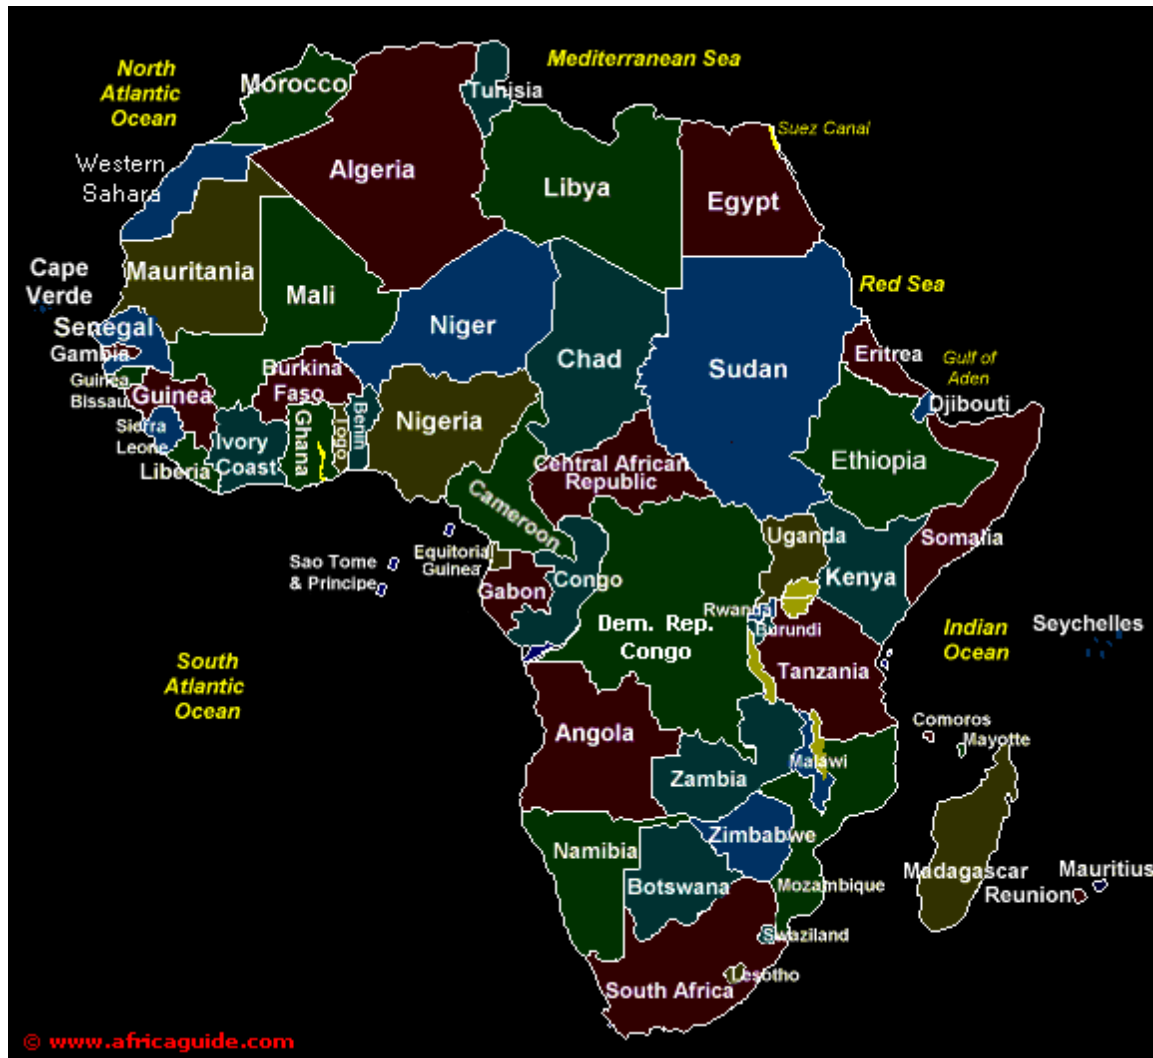 North
Atlantic
Ocean
Mediterranean Sea
Morocco
Tunisia
Suez Canal
Western
Sahara
Algeria
Libya
Egypt
Cape
Verde
Mauritania
Mali
Niger
Chad
Sudan
Red Sea
Senegal
Gambia
Eritrea
Gulf of
Aden
Guinea
Bissau
Guinea
Burkina
Faso
Djibouti
Sierra
Leone
Ivory
Coast
Ghana
Togo
Benin
Nigeria
Liberia
Central African
Republic
Ethiopia
Cameroon
Somalia
Uganda
Kenya
Equitorial
Guinea
Sao Tome
& Principe
Gabon
Congo
Rwanda
Burundi
Dem. Rep.
Congo
Tanzania
Indian
Ocean
Seychelles
South
Atlantic
Ocean
Angola
Zambia
Malawi
Comoros
Mayotte
Zimbabwe
Namibia
Botswana
Mozambique
Madagascar
Mauritius
Reunion
Swaziland
Lesotho
South Africa
© www.africaguide.com